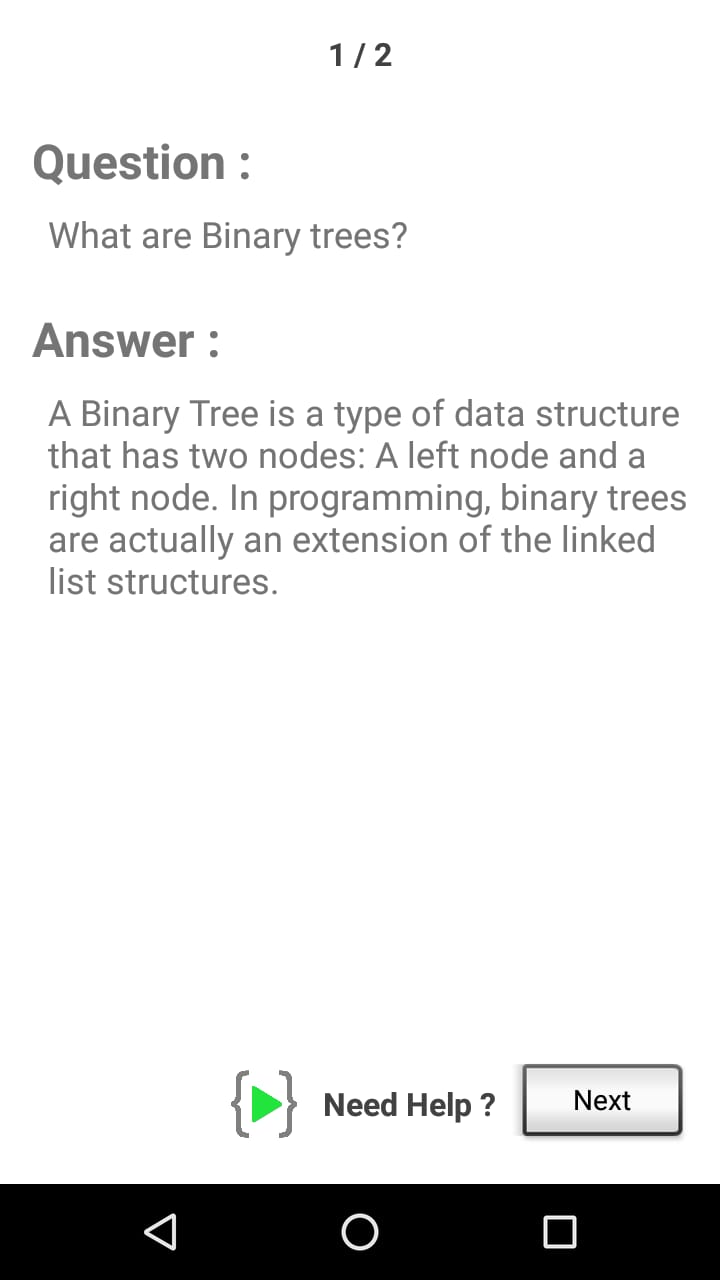 1 / 2
Question :
What are Binary trees?
Answer :
A Binary Tree is a type of data structure
that has two nodes: A left node and a
right node. In programming, binary trees
are actually an extension of the linked
list structures.
Need Help ?
Next